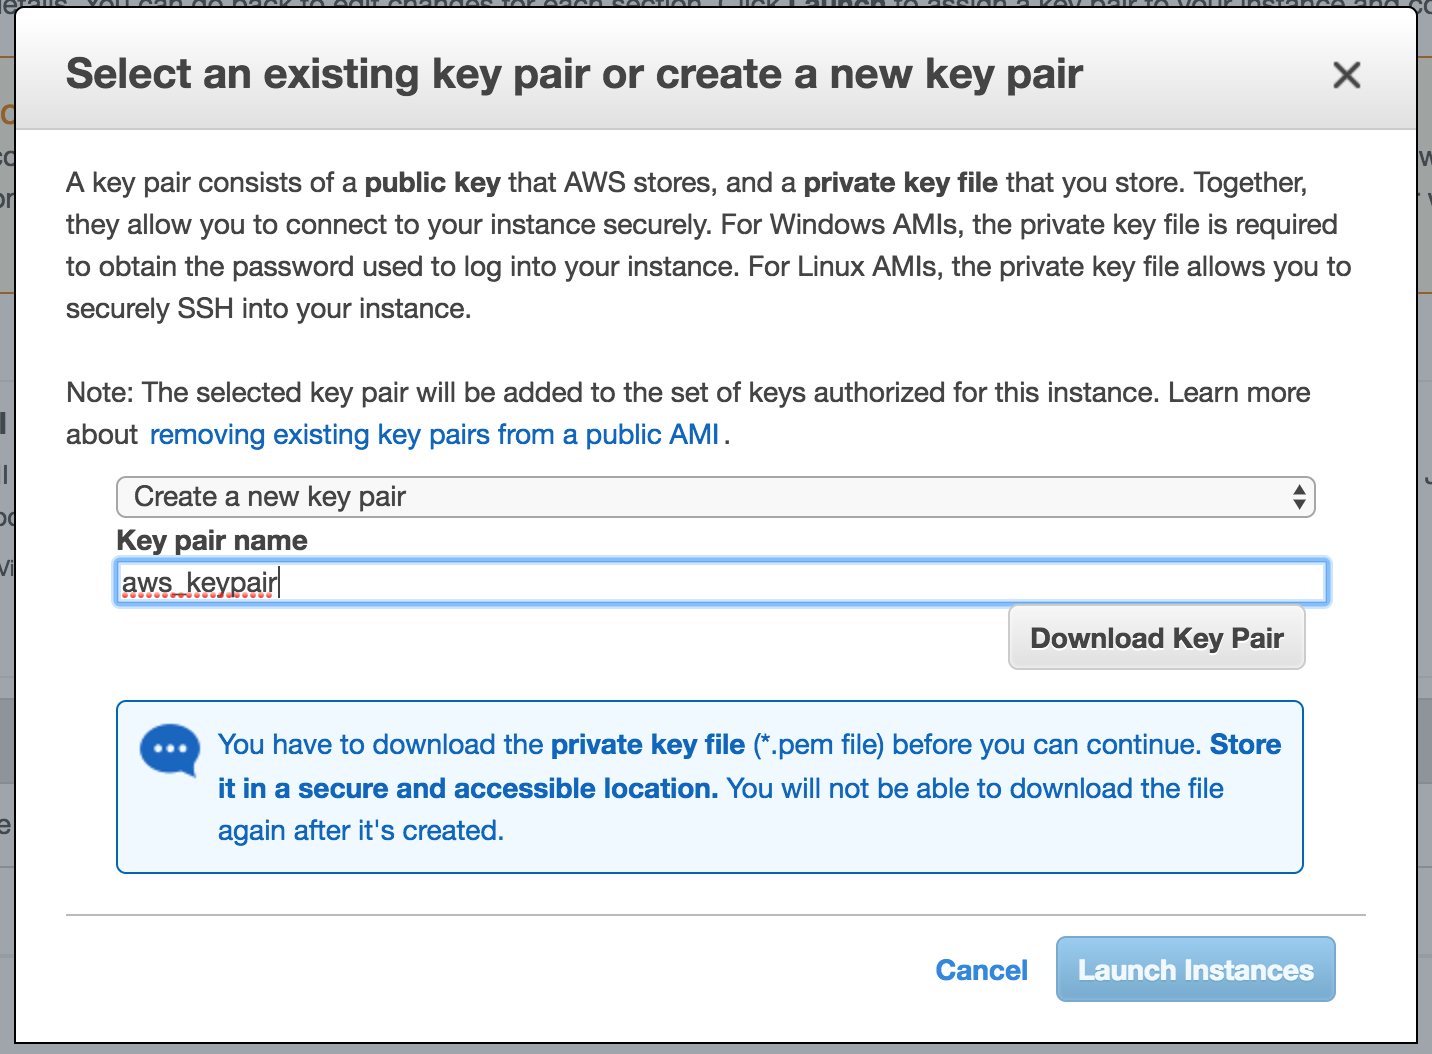 details. You can go back to edit changes for each section. Click Launch to assign a key pair to your instance and
Select an existing key pair or create a new key pair
A key pair consists of a public key that AWS stores, and a private key file that you store. Together,
they allow you to connect to your instance securely. For Windows AMIs, the private key file is required
to obtain the password used to log into your instance. For Linux AMIs, the private key file allows you to
securely SSH into your instance.
Note: The selected key pair will be added to the set of keys authorized for this instance. Learn more
about removing existing key pairs from a public AMI.
Create a new key pair
Key pair name
aws_keypair
Download Key Pair
You have to download the private key file (*.pem file) before you can continue. Store
it in a secure and accessible location. You will not be able to download the file
again after it's created.
Cancel
Launch Instances